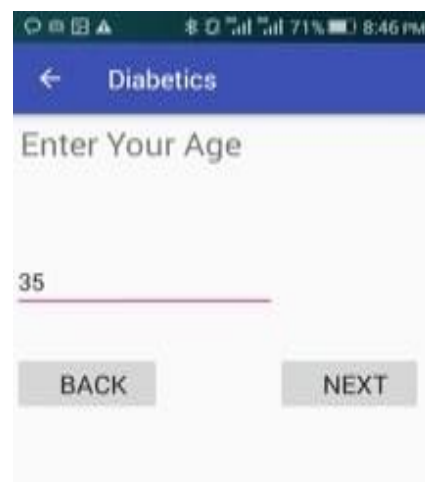 71% 8:46 PM
Diabetics
Enter Your Age
35
BACK NEXT